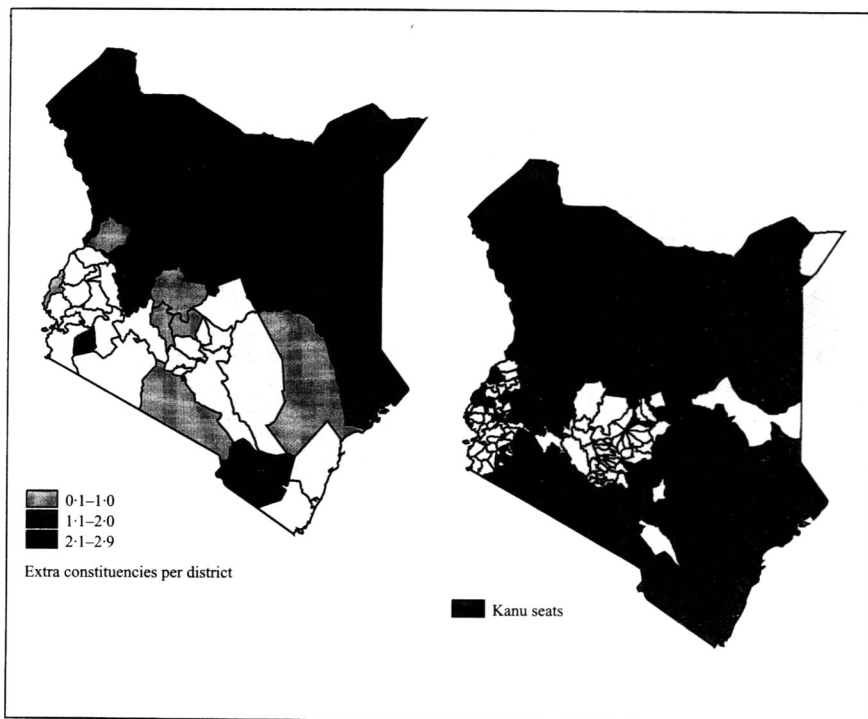 0·1–1·0
1·1–2·0
2·1–2·9
Extra constituencies per district
Kanu seats